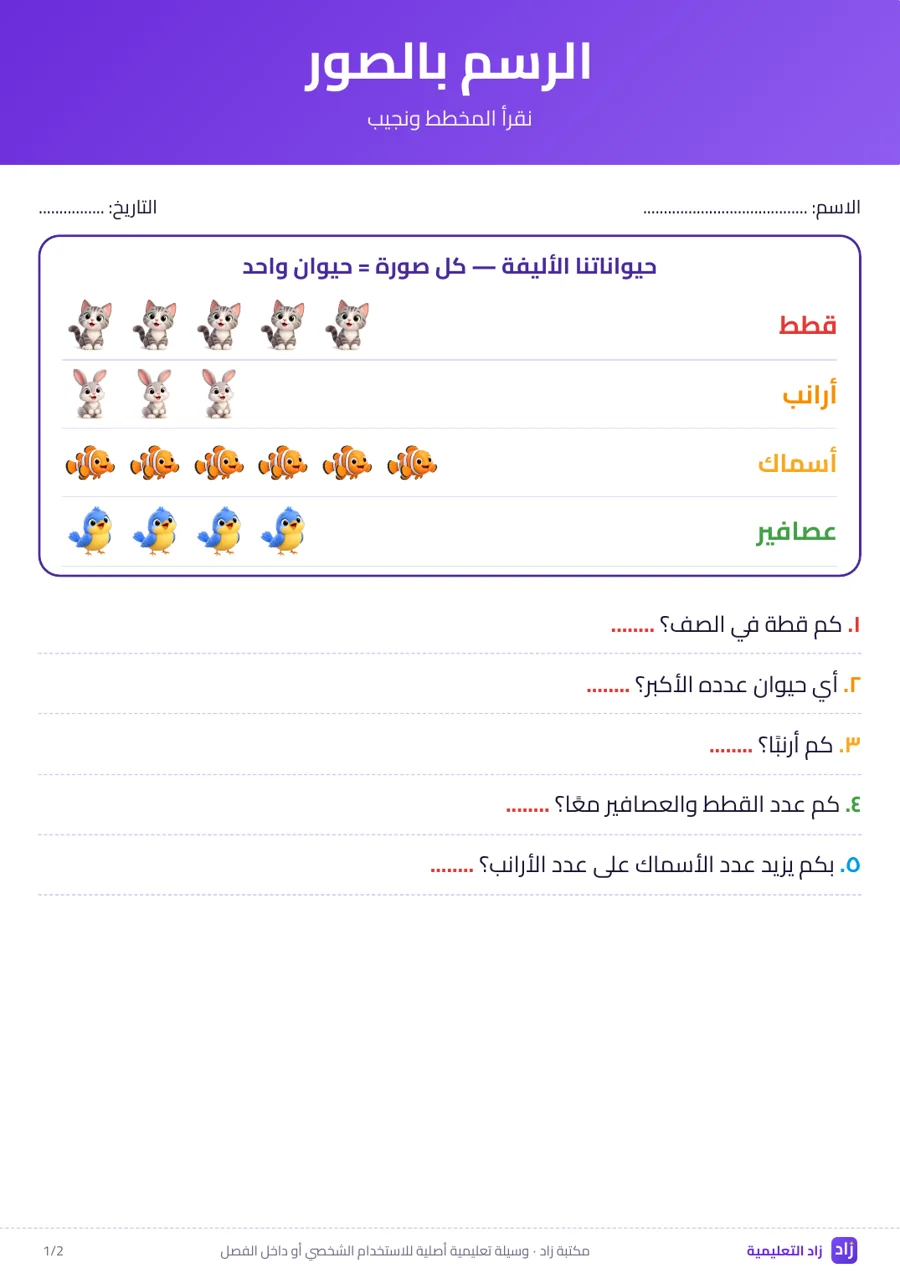 الرسم بالصور
نقرأ المخطط ونجيب
الاسم: ........................................ التاريخ: ................
حيواناتنا الأليفة — كل صورة = حيوان واحد
قطط
أرانب
أسماك
عصافير
١. كم قطة في الصف؟ ........
٢. أي حيوان عدده الأكبر؟ ........
٣. كم أرنبًا؟ ........
٤. كم عدد القطط والعصافير معًا؟ ........
٥. بكم يزيد عدد الأسماك على عدد الأرانب؟ ........
زاد زاد التعليمية مكتبة زاد · وسيلة تعليمية أصلية للاستخدام الشخصي أو داخل الفصل 1/2